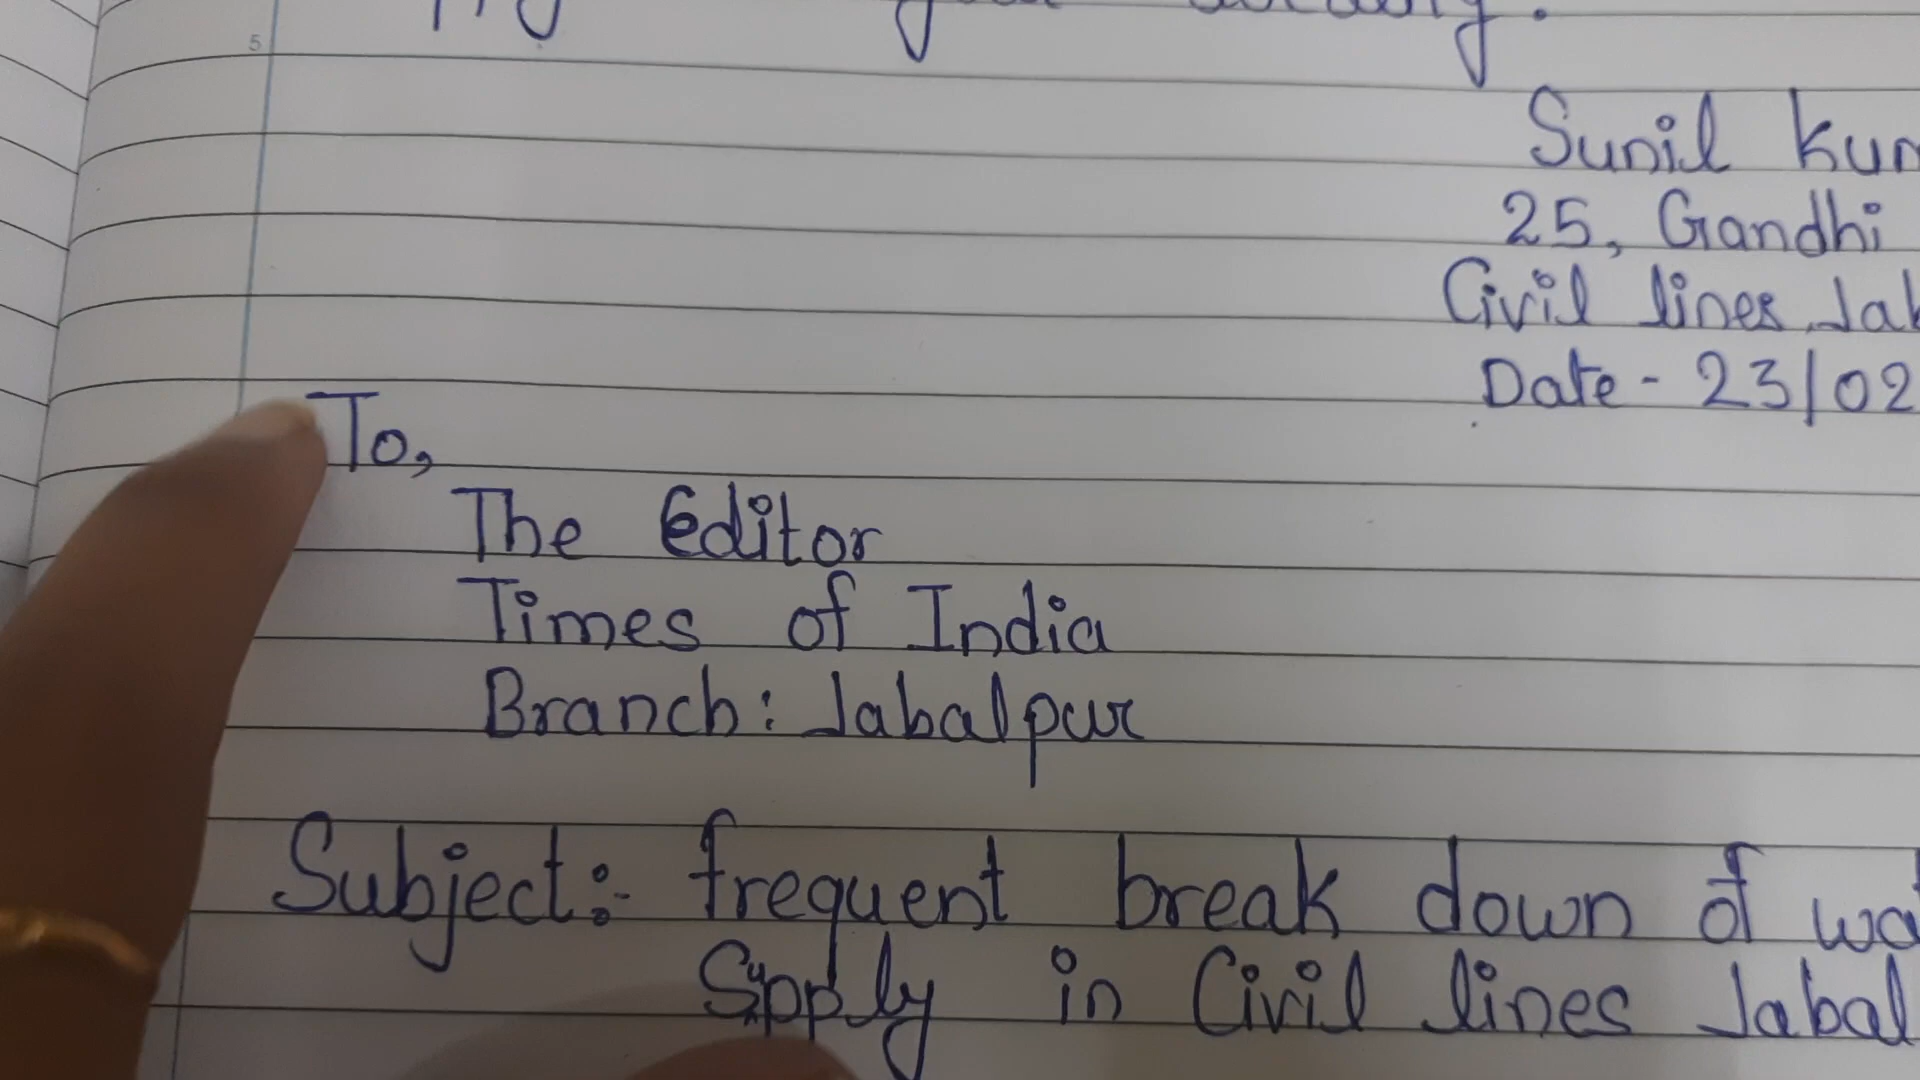 5
Sunil
25, Gandhi
Civil lines
Date - 23/02
To,
The Editor
Times of India
Branch: Jabalpur
Subject:- frequent break down of
Supply in Civil lines